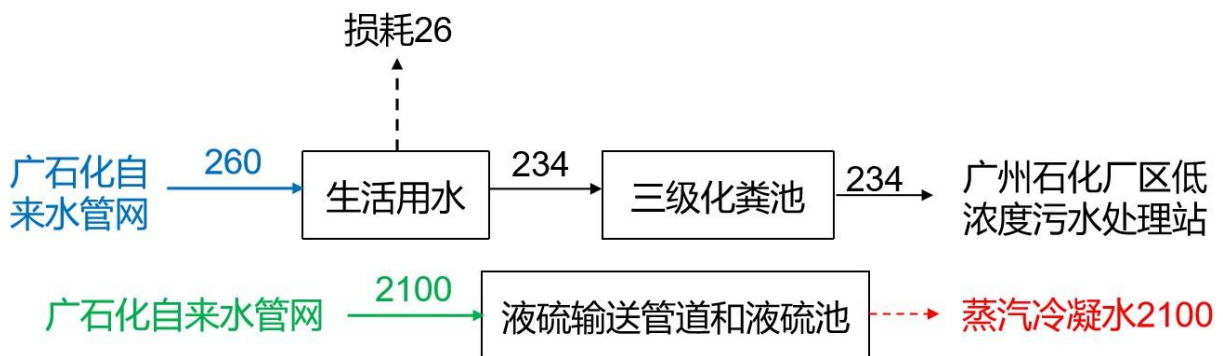 损耗26
广石化自
来水管网
260
生活用水
234
三级化粪池
234
广州石化厂区低
浓度污水处理站
广石化自来水管网
2100
液硫输送管道和液硫池
蒸汽冷凝水2100